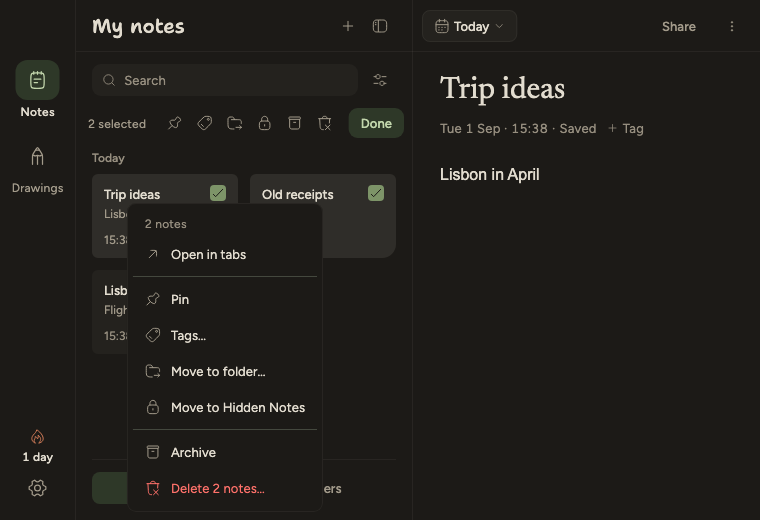 My notes
Today
Share
Search
Notes
Drawings
2 selected
Done
Today
Trip ideas
15:38
Old receipts
2 notes
Open in tabs
Pin
Tags...
Move to folder...
Move to Hidden Notes
Archive
Delete 2 notes...
1 day
Trip ideas
Tue 1 Sep · 15:38 · Saved + Tag
Lisbon in April